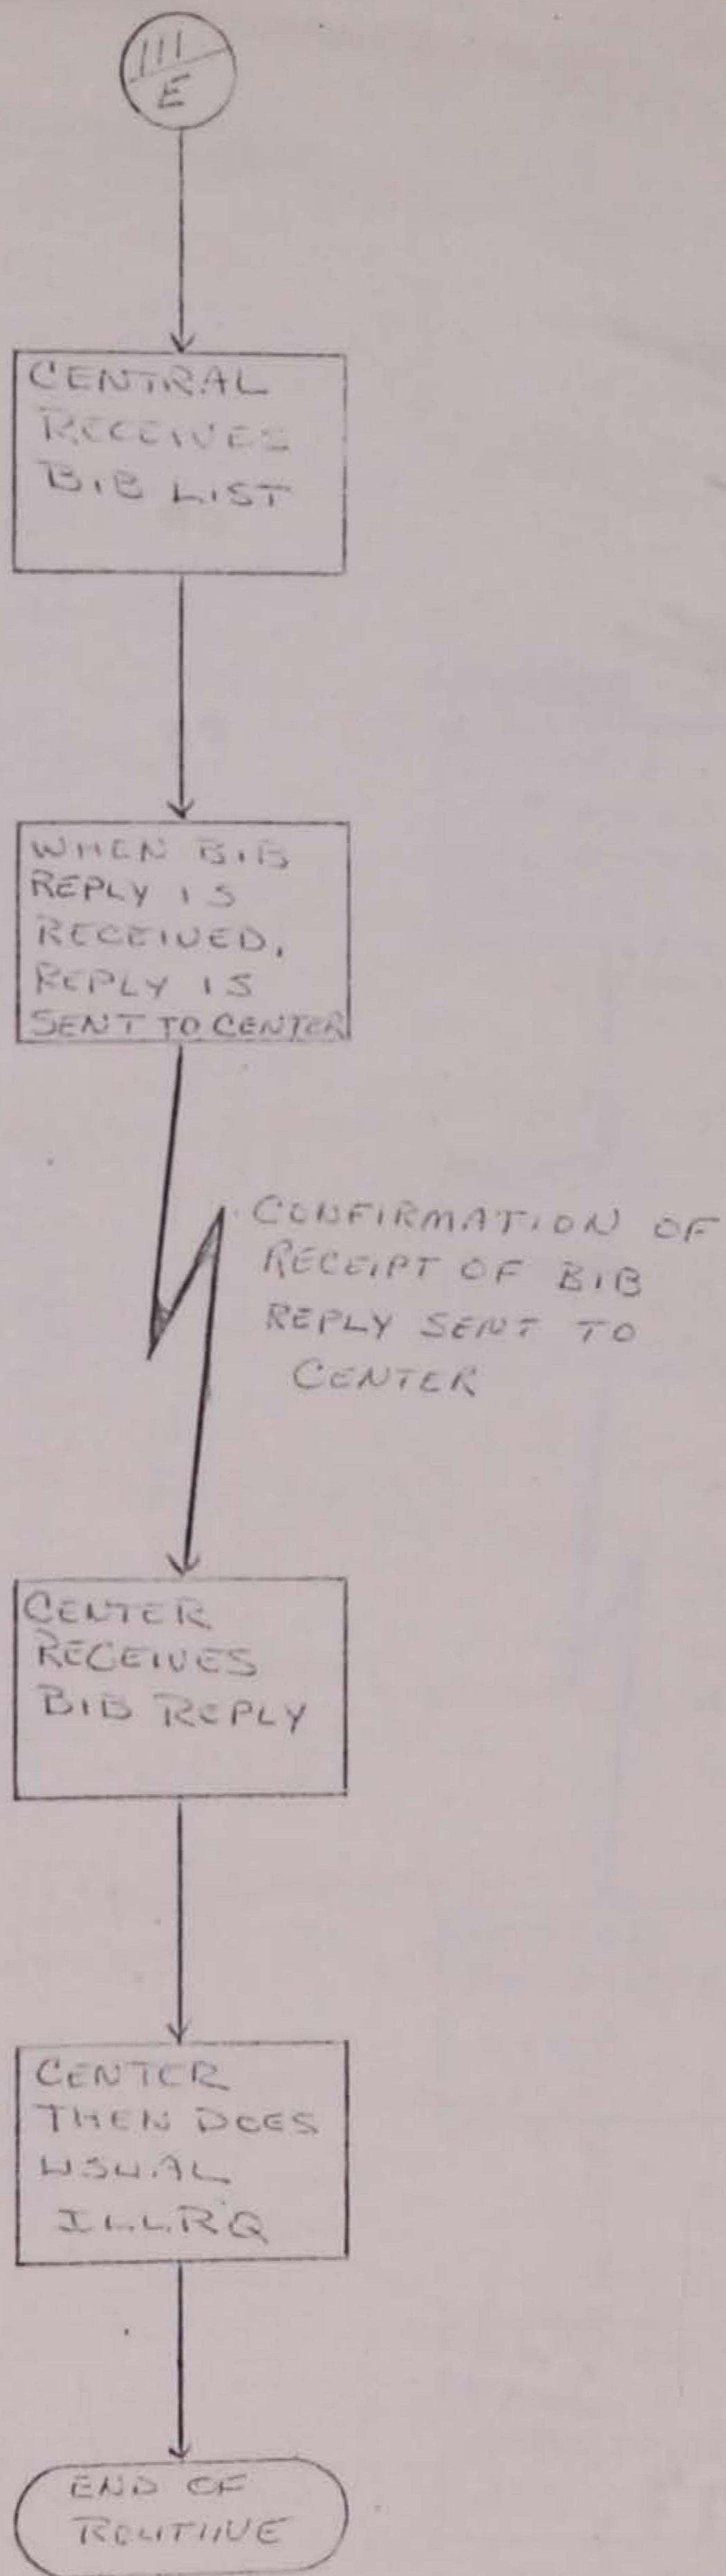 III
E
CENTRAL
RECEIVES
BIB LIST
WHEN BIB
REPLY IS
RECEIVED,
REPLY IS
SENT TO CENTER
CONFIRMATION OF
RECEIPT OF BIB
REPLY SENT TO
CENTER
CENTER
RECEIVES
BIB REPLY
CENTER
THEN DOES
USUAL
ILLRQ
END OF
ROUTINE